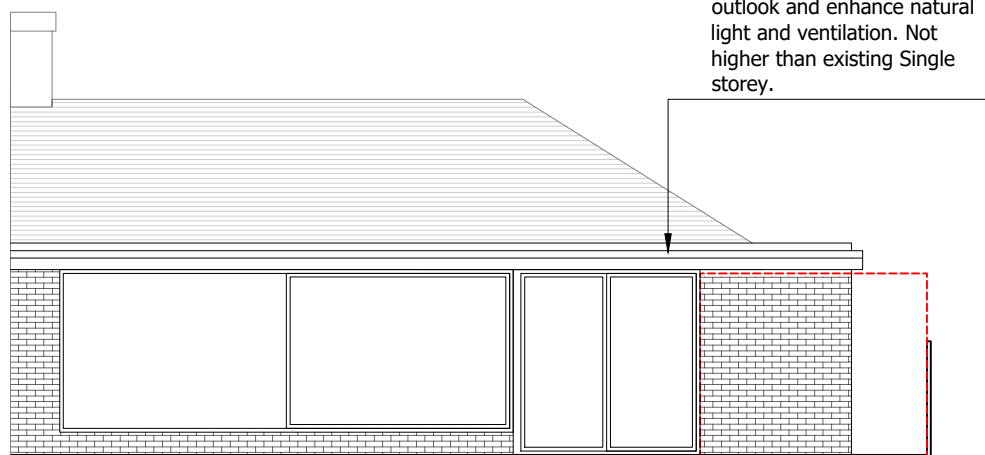 outlook and enhance natural
light and ventilation. Not
higher than existing Single
storey.